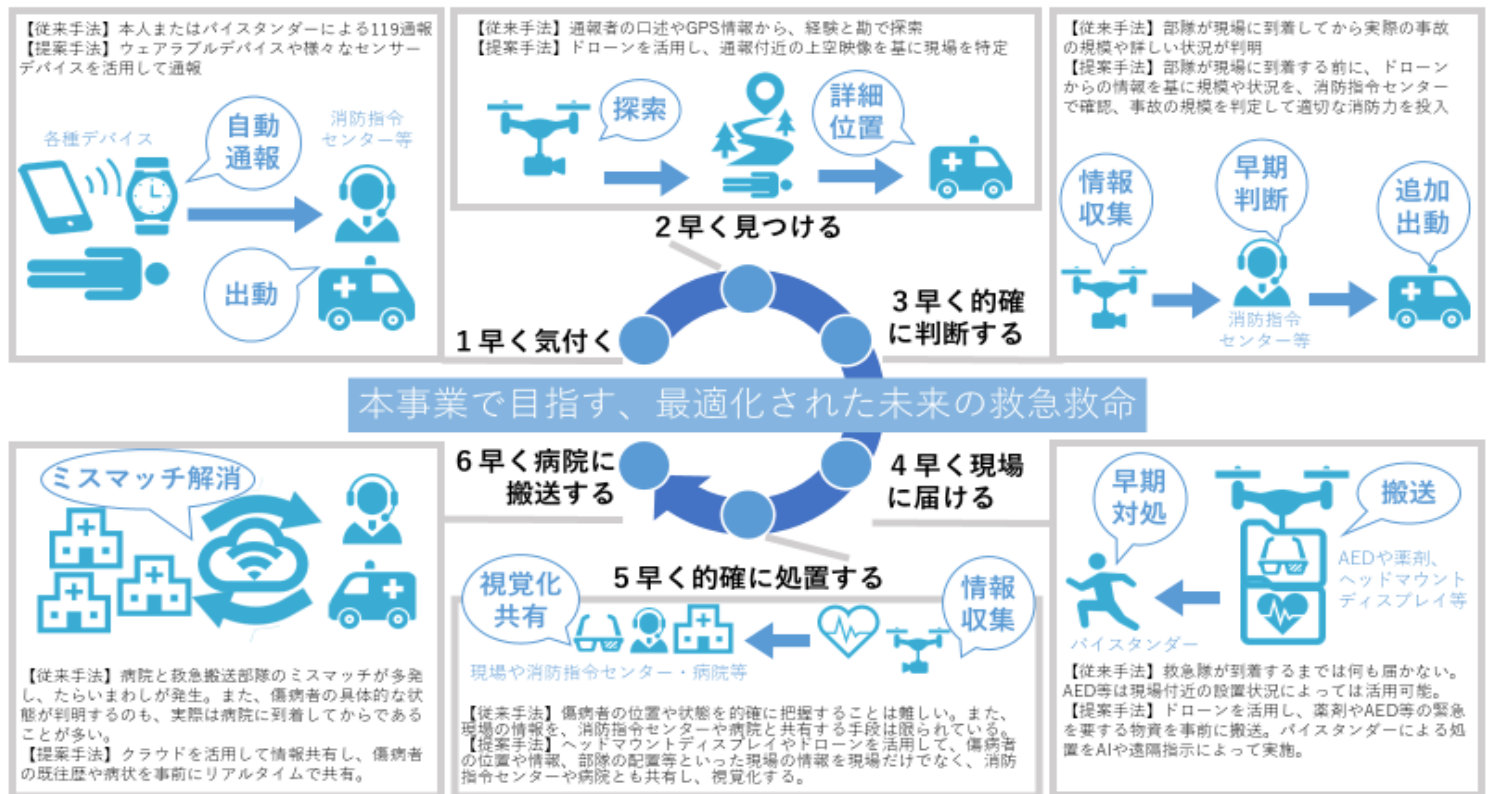 【従来手法】本人またはバイスタンダーによる119通報
【提案手法】ウェアラブルデバイスや様々なセンサー
デバイスを活用して通報
各種デバイス
自動
通報
消防指令
センター等
出動
【従来手法】通報者の口述やGPS情報から、経験と勘で探索
【提案手法】ドローンを活用し、通報付近の上空映像を基に現場を特定
探索
詳細
位置
【従来手法】部隊が現場に到着してから実際の事故
の規模や詳しい状況が判明
【提案手法】部隊が現場に到着する前に、ドローン
からの情報を基に規模や状況を、消防指令センター
で確認、事故の規模を判定して適切な消防力を投入
情報
収集
早期
判断
追加
出動
消防指令
センター等
1早く気付く
2早く見つける
3早く的確
に判断する
本事業で目指す、最適化された未来の救急救命
6早く病院に
搬送する
4早く現場
に届ける
5早く的確に処置する
ミスマッチ解消
【従来手法】病院と救急搬送部隊のミスマッチが多発
し、たらいまわしが発生。また、傷病者の具体的な状
態が判明するのも、実際は病院に到着してからである
ことが多い。
【提案手法】クラウドを活用して情報共有し、傷病者
の既往歴や病状を事前にリアルタイムで共有。
視覚化
共有
情報
収集
現場や消防指令センター・病院等
【従来手法】傷病者の位置や状態を的確に把握することは難しい。また、
現場の情報を、消防指令センターや病院と共有する手段は限られている。
【提案手法】ヘッドマウントディスプレイやドローンを活用して、傷病者
の位置や情報、部隊の配置等といった現場の情報を現場だけでなく、消防
指令センターや病院とも共有し、視覚化する。
早期
対処
搬送
AEDや薬剤、
ヘッドマウント
ディスプレイ等
バイスタンダー
【従来手法】救急隊が到着するまでは何も届かない。
AED等は現場付近の設置状況によっては活用可能。
【提案手法】ドローンを活用し、薬剤やAED等の緊急
を要する物資を事前に搬送。バイスタンダーによる処
置をAIや遠隔指示によって実施。